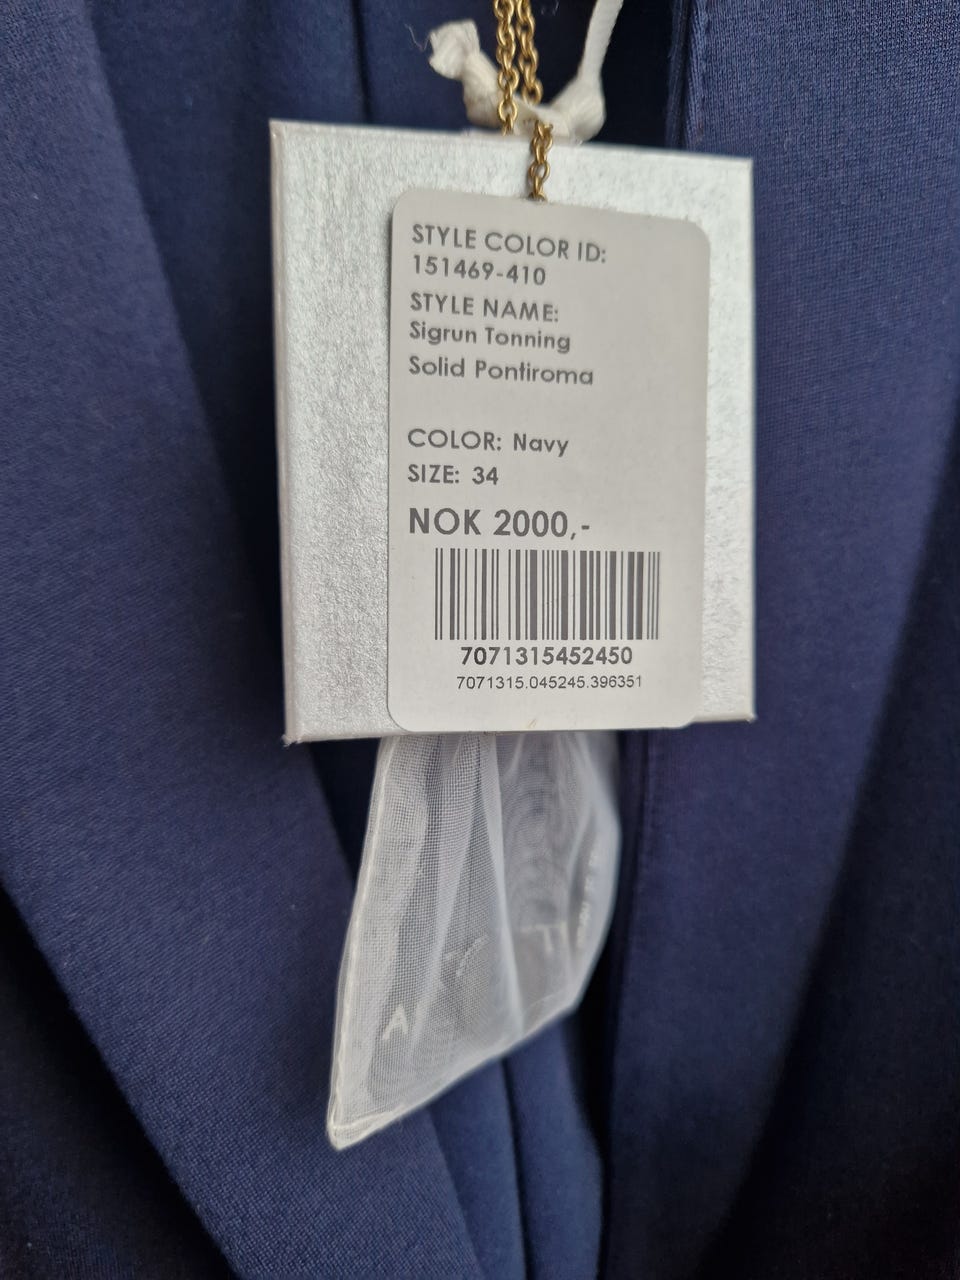 STYLE COLOR ID:
151469-410
STYLE NAME:
Sigrun Tonning
Solid Pontiroma
COLOR: Navy
SIZE: 34
NOK 2000,-
7071315452450
7071315.045245.396351